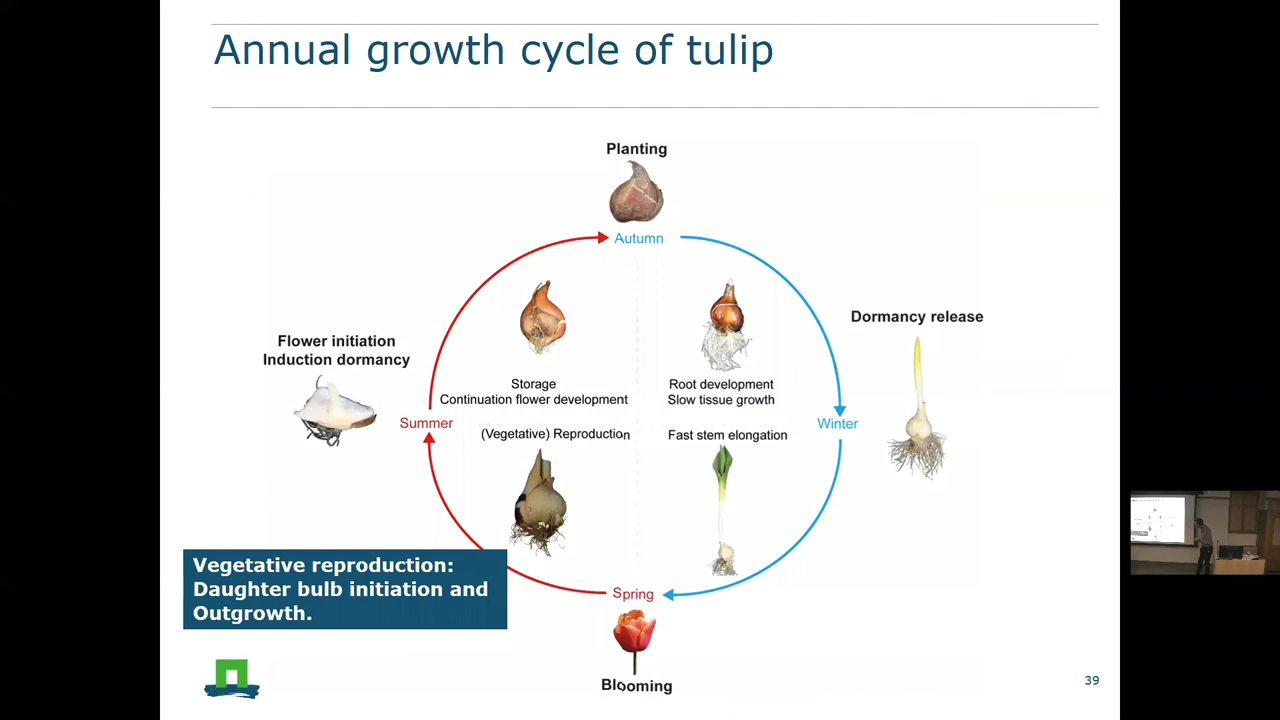 Annual growth cycle of tulip
Planting
Autumn
Dormancy release
Flower initiation
Induction dormancy
Storage
Continuation flower development
Root development
Slow tissue growth
Summer
Winter
(Vegetative) Reproduction
Fast stem elongation
Vegetative reproduction:
Daughter bulb initiation and
Outgrowth.
Spring
Blooming
39